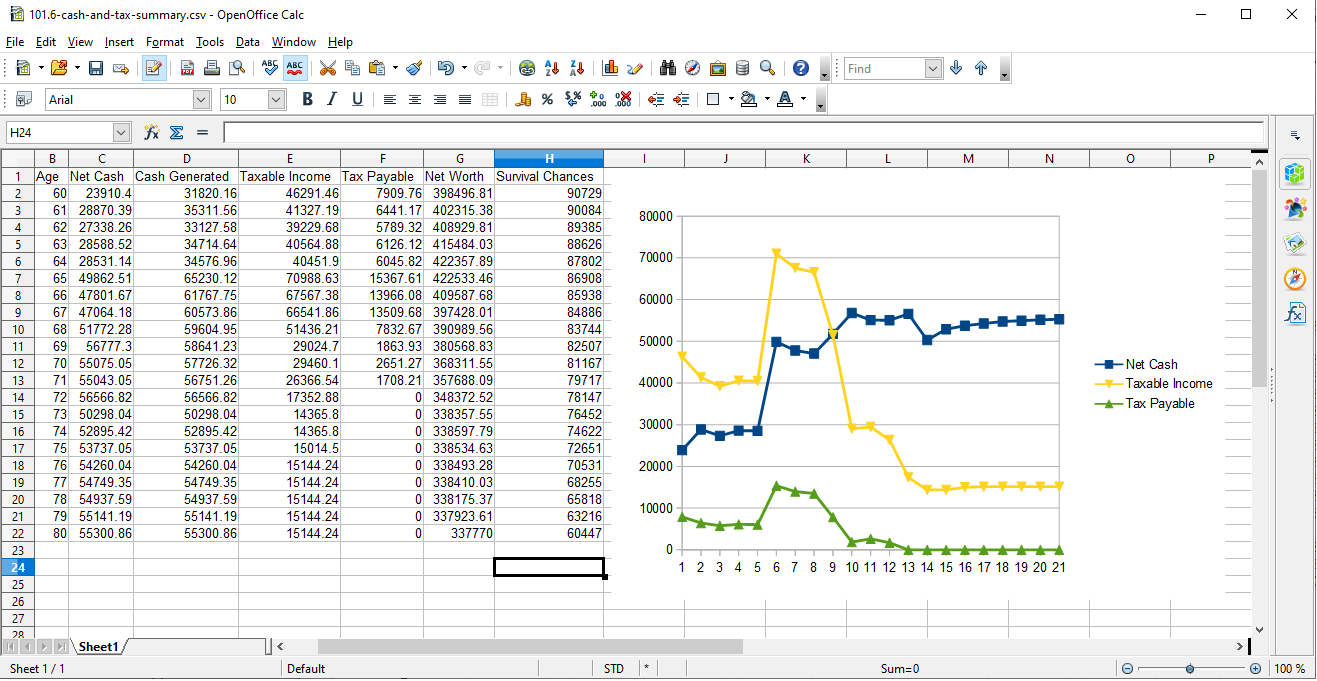 101.6-cash-and-tax-summary.csv - OpenOffice Calc
File Edit View Insert Format Tools Data Window Help
ABC ABC Find
Arial 10 B I U % .000 .000 A
H24 fx Σ =
B C D E F G H I J K L M N O P
1 Age Net Cash Cash Generated Taxable Income Tax Payable Net Worth Survival Chances
2 60 23910.4 31820.16 46291.46 7909.76 398496.81 90729
3 61 28870.39 35311.56 41327.19 6441.17 402315.38 90084
4 62 27338.26 33127.58 39229.68 5789.32 408929.81 89385
5 63 28588.52 34714.64 40564.88 6126.12 415484.03 88626
6 64 28531.14 34576.96 40451.9 6045.82 422357.89 87802
7 65 49862.51 65230.12 70988.63 15367.61 422533.46 86908
8 66 47801.67 61767.75 67567.38 13966.08 409587.68 85938
9 67 47064.18 60573.86 66541.86 13509.68 397428.01 84886
10 68 51772.28 59604.95 51436.21 7832.67 390989.56 83744
11 69 56777.3 58641.23 29024.7 1863.93 380568.83 82507
12 70 55075.05 57726.32 29460.1 2651.27 368311.55 81167
13 71 55043.05 56751.26 26366.54 1708.21 357688.09 79717
14 72 56566.82 56566.82 17352.88 0 348372.52 78147
15 73 50298.04 50298.04 14365.8 0 338357.55 76452
16 74 52895.42 52895.42 14365.8 0 338597.79 74622
17 75 53737.05 53737.05 15014.5 0 338534.63 72651
18 76 54260.04 54260.04 15144.24 0 338493.28 70531
19 77 54749.35 54749.35 15144.24 0 338410.03 68255
20 78 54937.59 54937.59 15144.24 0 338175.37 65818
21 79 55141.19 55141.19 15144.24 0 337923.61 63216
22 80 55300.86 55300.86 15144.24 0 337770 60447
23
24
25
26
27
28
80000
70000
60000
50000
40000
30000
20000
10000
0
1 2 3 4 5 6 7 8 9 10 11 12 13 14 15 16 17 18 19 20 21
Net Cash
Taxable Income
Tax Payable
Sheet1
Sheet 1 / 1 Default STD * Sum=0 100 %